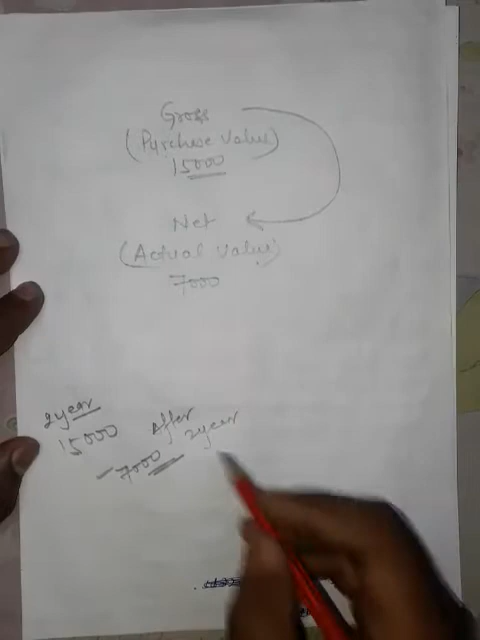 Gross
(Purchase Value)
15000
Net
(Actual Value)
7000
2year
15000
After
2year
7000